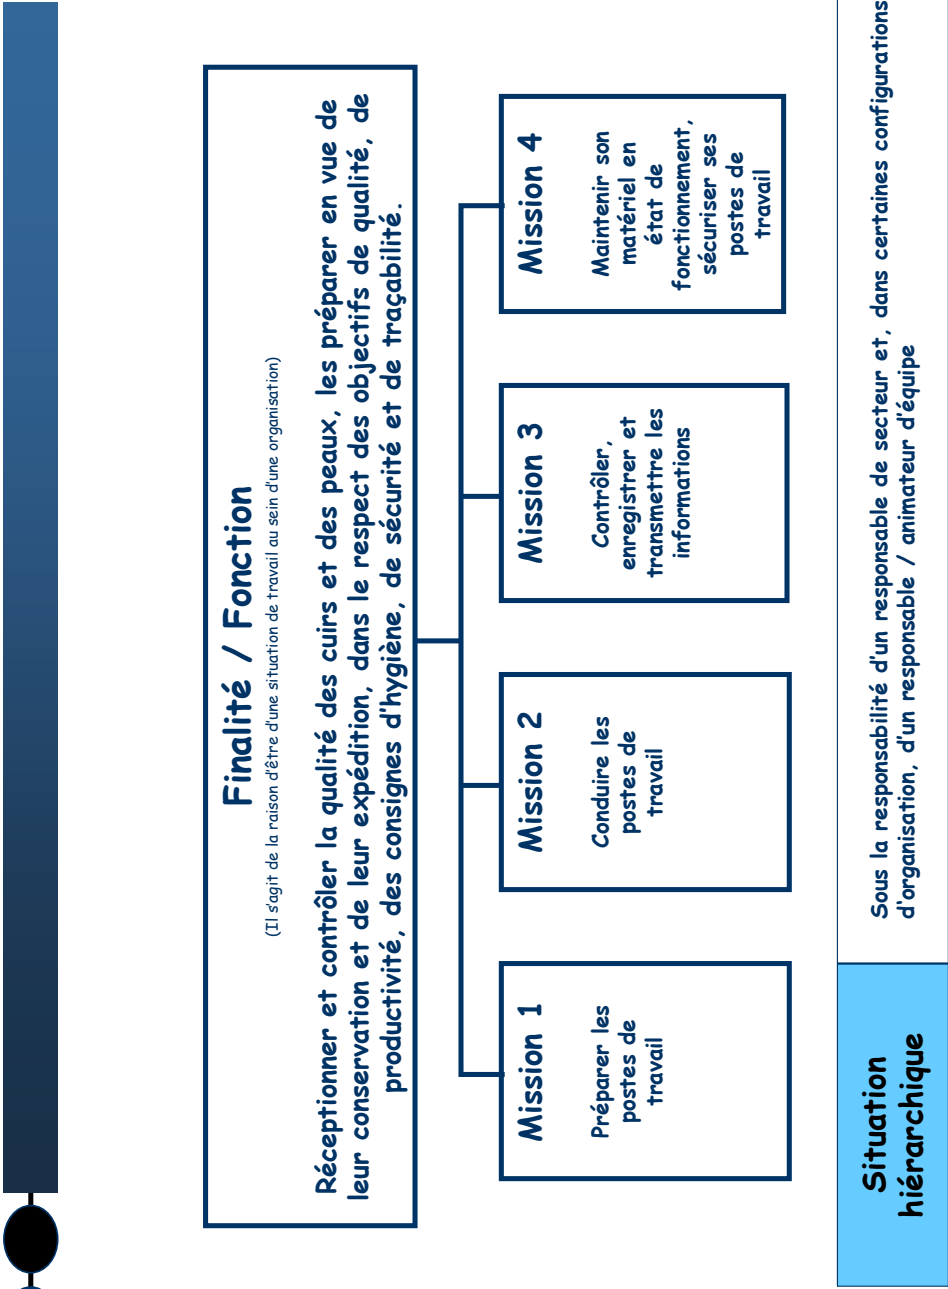 Finalité / Fonction
(Il s'agit de la raison d'être d'une situation de travail au sein d'une organisation)
Réceptionner et contrôler la qualité des cuirs et des peaux, les préparer en vue de
leur conservation et de leur expédition, dans le respect des objectifs de qualité, de
productivité, des consignes d'hygiène, de sécurité et de traçabilité.
Mission 1
Préparer les
postes de
travail
Mission 2
Conduire les
postes de
travail
Mission 3
Contrôler,
enregistrer et
transmettre les
informations
Mission 4
Maintenir son
matériel en
état de
fonctionnement,
sécuriser ses
postes de
travail
Situation
hiérarchique
Sous la responsabilité d'un responsable de secteur et, dans certaines configurations
d'organisation, d'un responsable / animateur d'équipe